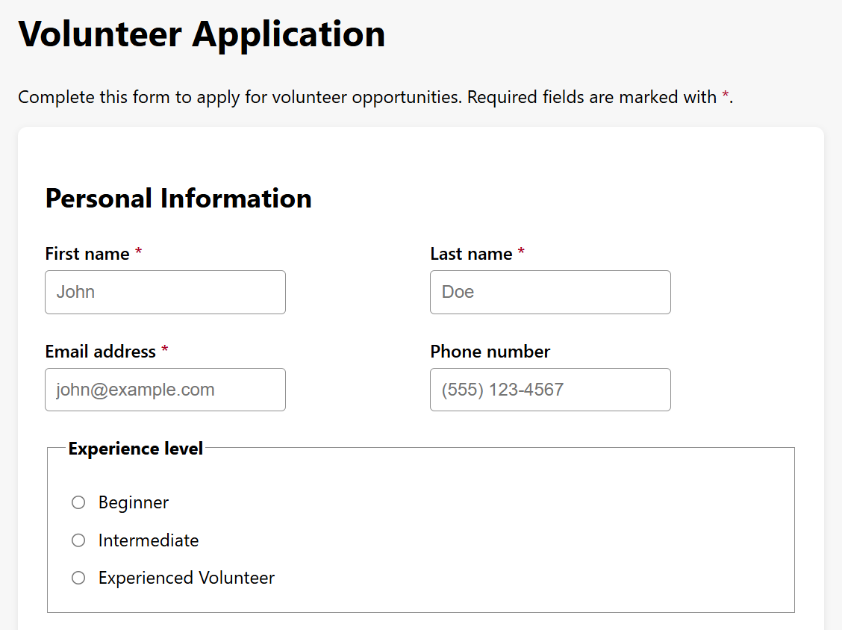 Volunteer Application
Complete this form to apply for volunteer opportunities. Required fields are marked with *.
Personal Information
First name *
Last name *
John
Doe
Email address *
Phone number
john@example.com
(555) 123-4567
Experience level
Beginner
Intermediate
Experienced Volunteer